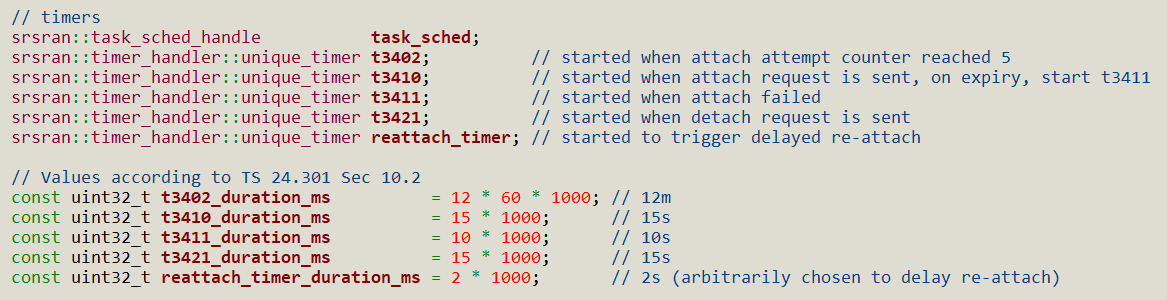 // timers
srsran::task_sched_handle           task_sched;
srsran::timer_handler::unique_timer t3402;          // started when attach attempt counter reached 5
srsran::timer_handler::unique_timer t3410;          // started when attach request is sent, on expiry, start t3411
srsran::timer_handler::unique_timer t3411;          // started when attach failed
srsran::timer_handler::unique_timer t3421;          // started when detach request is sent
srsran::timer_handler::unique_timer reattach_timer; // started to trigger delayed re-attach
// Values according to TS 24.301 Sec 10.2
const uint32_t t3402_duration_ms          = 12 * 60 * 1000; // 12m
const uint32_t t3410_duration_ms          = 15 * 1000;      // 15s
const uint32_t t3411_duration_ms          = 10 * 1000;      // 10s
const uint32_t t3421_duration_ms          = 15 * 1000;      // 15s
const uint32_t reattach_timer_duration_ms = 2 * 1000;       // 2s (arbitrarily chosen to delay re-attach)